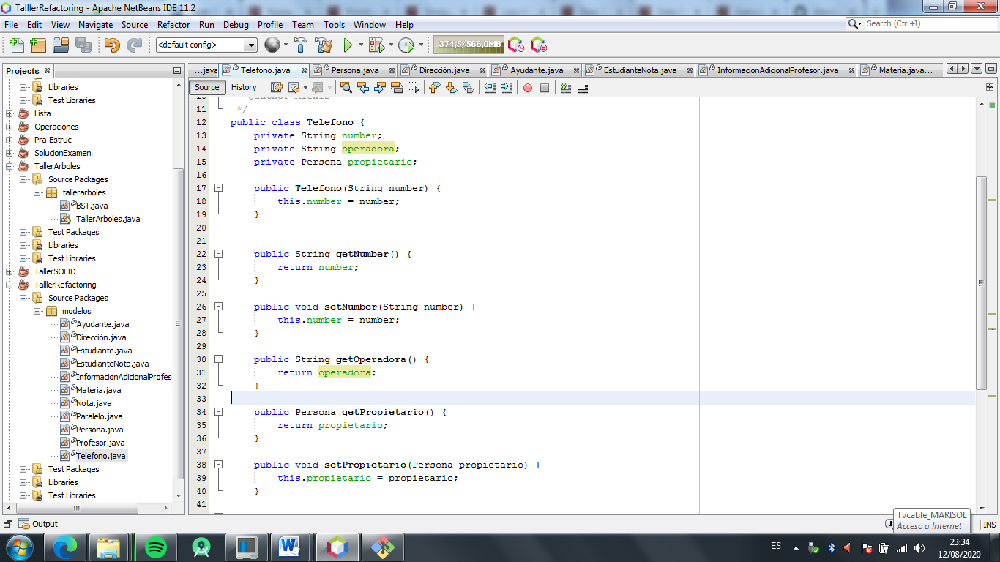 TalllerRefactoring - Apache NetBeans IDE 11.2
File Edit View Navigate Source Refactor Run Debug Profile Team Tools Window Help
Search (Ctrl+I)
<default config>
374,5/566,0MB
Projects
...java Telefono.java Persona.java Dirección.java Ayudante.java EstudianteNota.java InformacionAdicionalProfesor.java Materia.java...
Source History
Libraries
Test Libraries
Lista
Operaciones
Pra-Estruc
SolucionExamen
TallerArboles
Source Packages
tallerarboles
BST.java
TallerArboles.java
Test Packages
Libraries
Test Libraries
TallerSOLID
TalllerRefactoring
Source Packages
modelos
Ayudante.java
Dirección.java
Estudiante.java
EstudianteNota.java
InformacionAdicionalProfes
Materia.java
Nota.java
Paralelo.java
Persona.java
Profesor.java
Telefono.java
Test Packages
Libraries
Test Libraries
11 */
12 public class Telefono {
13 private String number;
14 private String operadora;
15 private Persona propietario;
16
17 public Telefono(String number) {
18 this.number = number;
19 }
20
21
22 public String getNumber() {
23 return number;
24 }
25
26 public void setNumber(String number) {
27 this.number = number;
28 }
29
30 public String getOperadora() {
31 return operadora;
32 }
33
34 public Persona getPropietario() {
35 return propietario;
36 }
37
38 public void setPropietario(Persona propietario) {
39 this.propietario = propietario;
40 }
41
Output
Tvcable_MARISOL
Acceso a Internet
1
INS
ES
23:34
12/08/2020